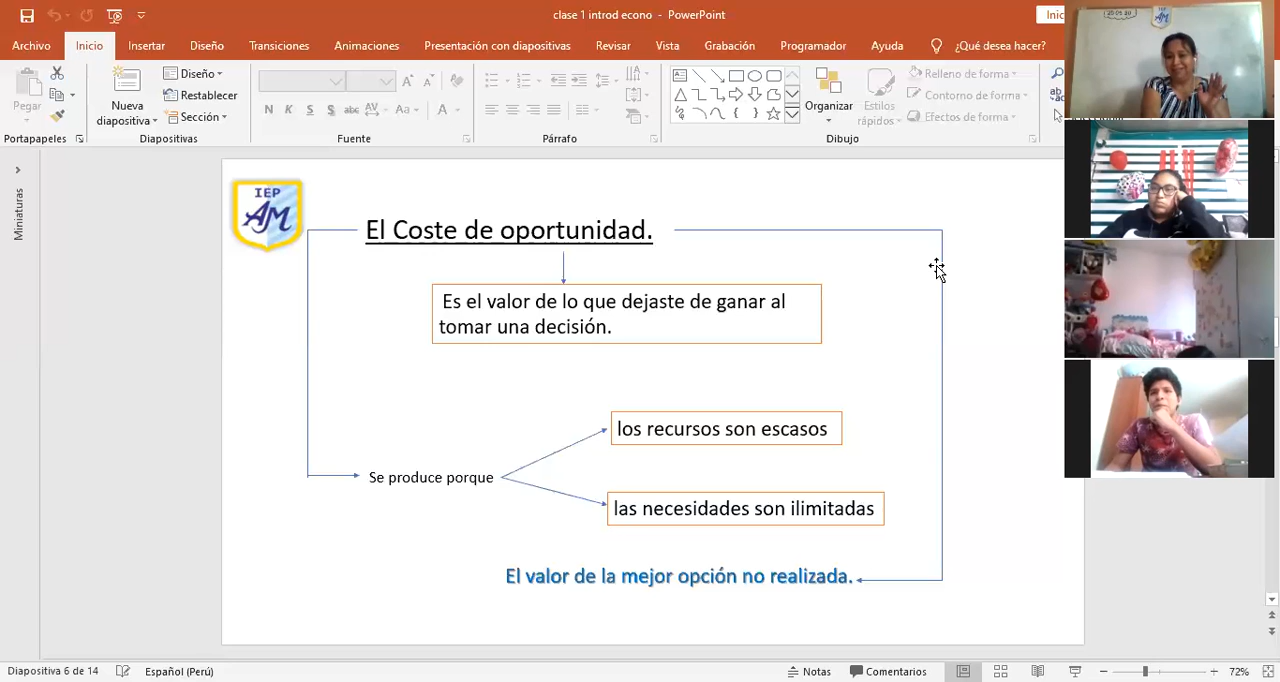 clase 1 introd econo - PowerPoint
Inic
Archivo
Inicio
Insertar
Diseño
Transiciones
Animaciones
Presentación con diapositivas
Revisar
Vista
Grabación
Programador
Ayuda
¿Qué desea hacer?
Pegar
Nueva
diapositiva
Diseño
Restablecer
Sección
N K S S abc AV Aa A
Organizar
Estilos
rápidos
Relleno de forma
Contorno de forma
Efectos de forma
Portapapeles
Diapositivas
Fuente
Párrafo
Dibujo
Miniaturas
IEP
AM
El Coste de oportunidad.
Es el valor de lo que dejaste de ganar al
tomar una decisión.
los recursos son escasos
Se produce porque
las necesidades son ilimitadas
El valor de la mejor opción no realizada.
Diapositiva 6 de 14
Español (Perú)
Notas
Comentarios
72%